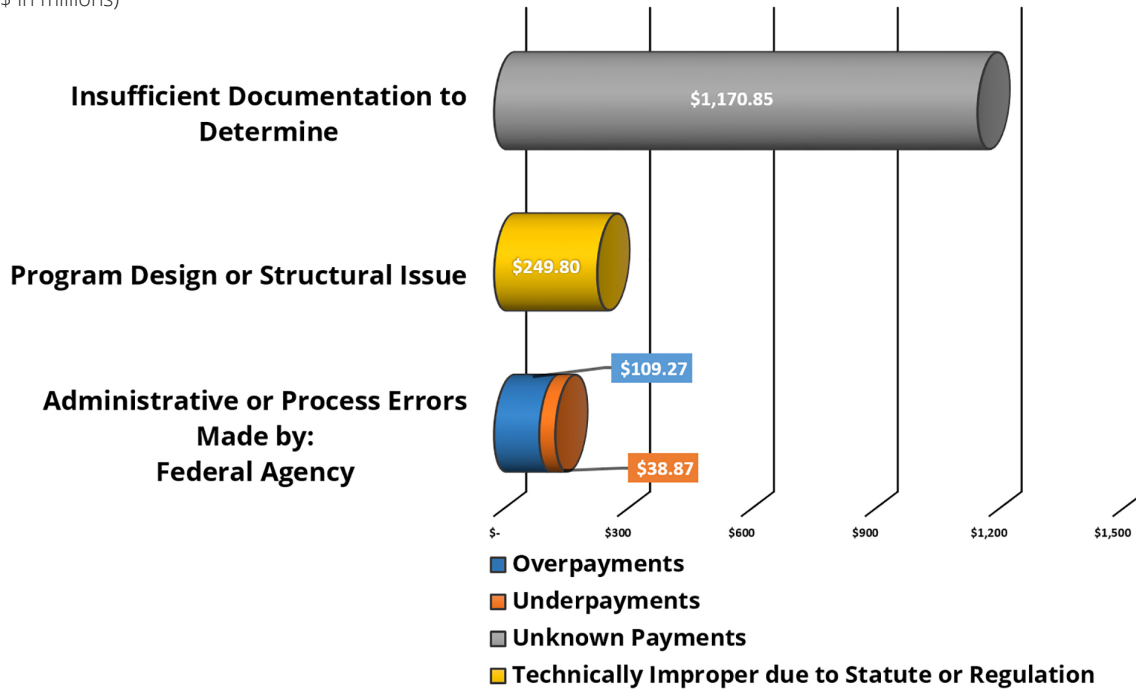 $ in millions)
Insufficient Documentation to
Determine
$1,170.85
Program Design or Structural Issue
$249.80
$109.27
Administrative or Process Errors
Made by:
Federal Agency
$38.87
$- $300 $600 $900 $1,200 $1,500
Overpayments
Underpayments
Unknown Payments
Technically Improper due to Statute or Regulation